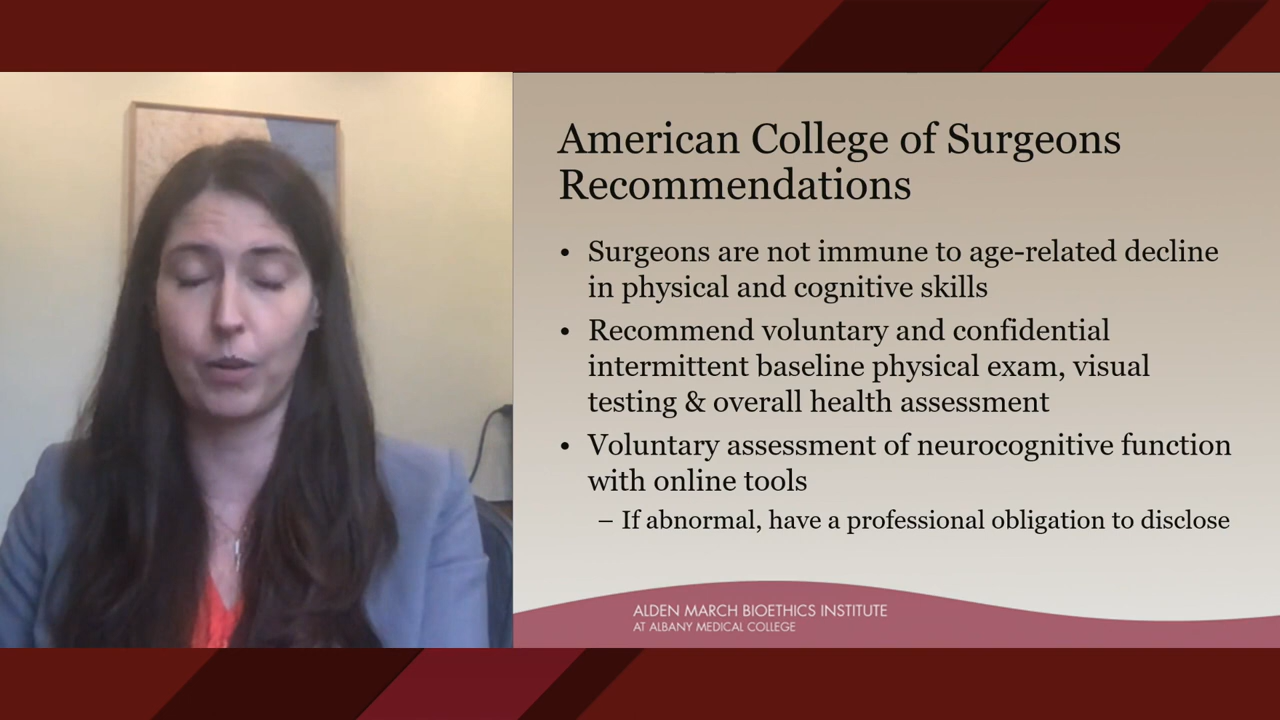 American College of Surgeons
Recommendations
• Surgeons are not immune to age-related decline
in physical and cognitive skills
• Recommend voluntary and confidential
intermittent baseline physical exam, visual
testing & overall health assessment
• Voluntary assessment of neurocognitive function
with online tools
– If abnormal, have a professional obligation to disclose
ALDEN MARCH BIOETHICS INSTITUTE
AT ALBANY MEDICAL COLLEGE